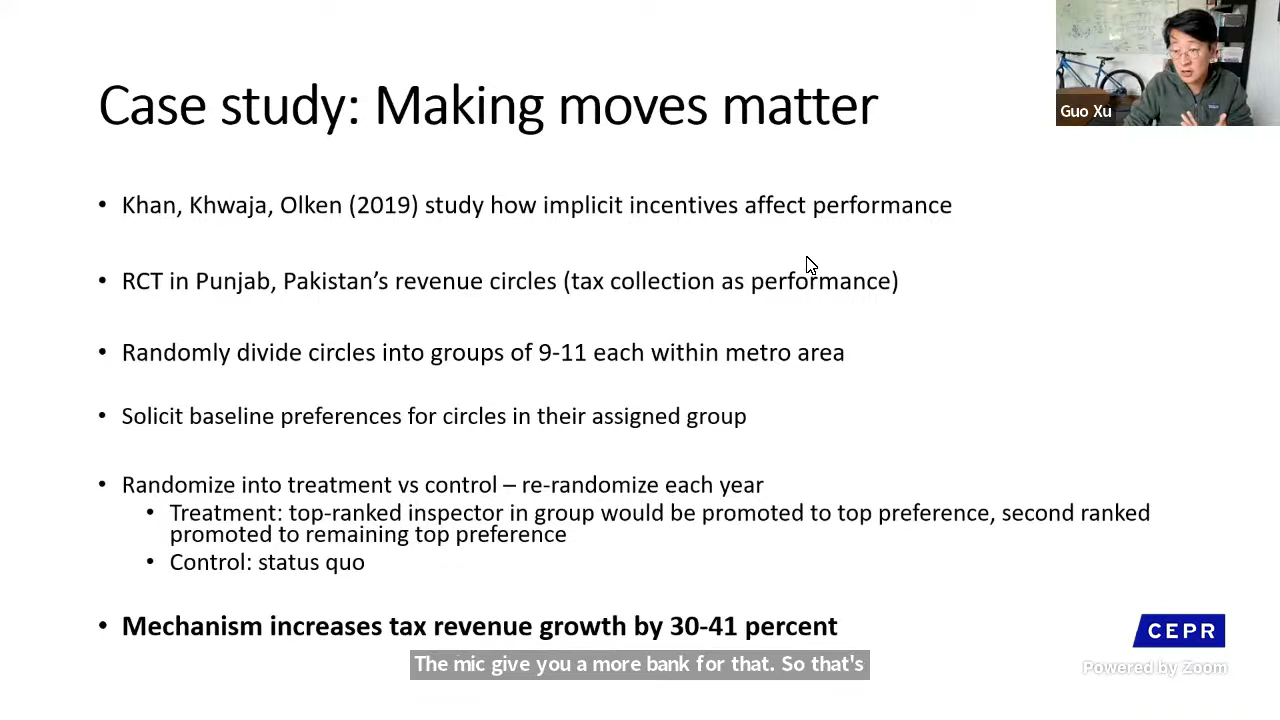 Case study: Making moves matter
Guo Xu
• Khan, Khwaja, Olken (2019) study how implicit incentives affect performance
• RCT in Punjab, Pakistan’s revenue circles (tax collection as performance)
• Randomly divide circles into groups of 9-11 each within metro area
• Solicit baseline preferences for circles in their assigned group
• Randomize into treatment vs control – re-randomize each year
• Treatment: top-ranked inspector in group would be promoted to top preference, second ranked
promoted to remaining top preference
• Control: status quo
• Mechanism increases tax revenue growth by 30-41 percent
CEPR
The mic give you a more bank for that. So that's
Powered by Zoom